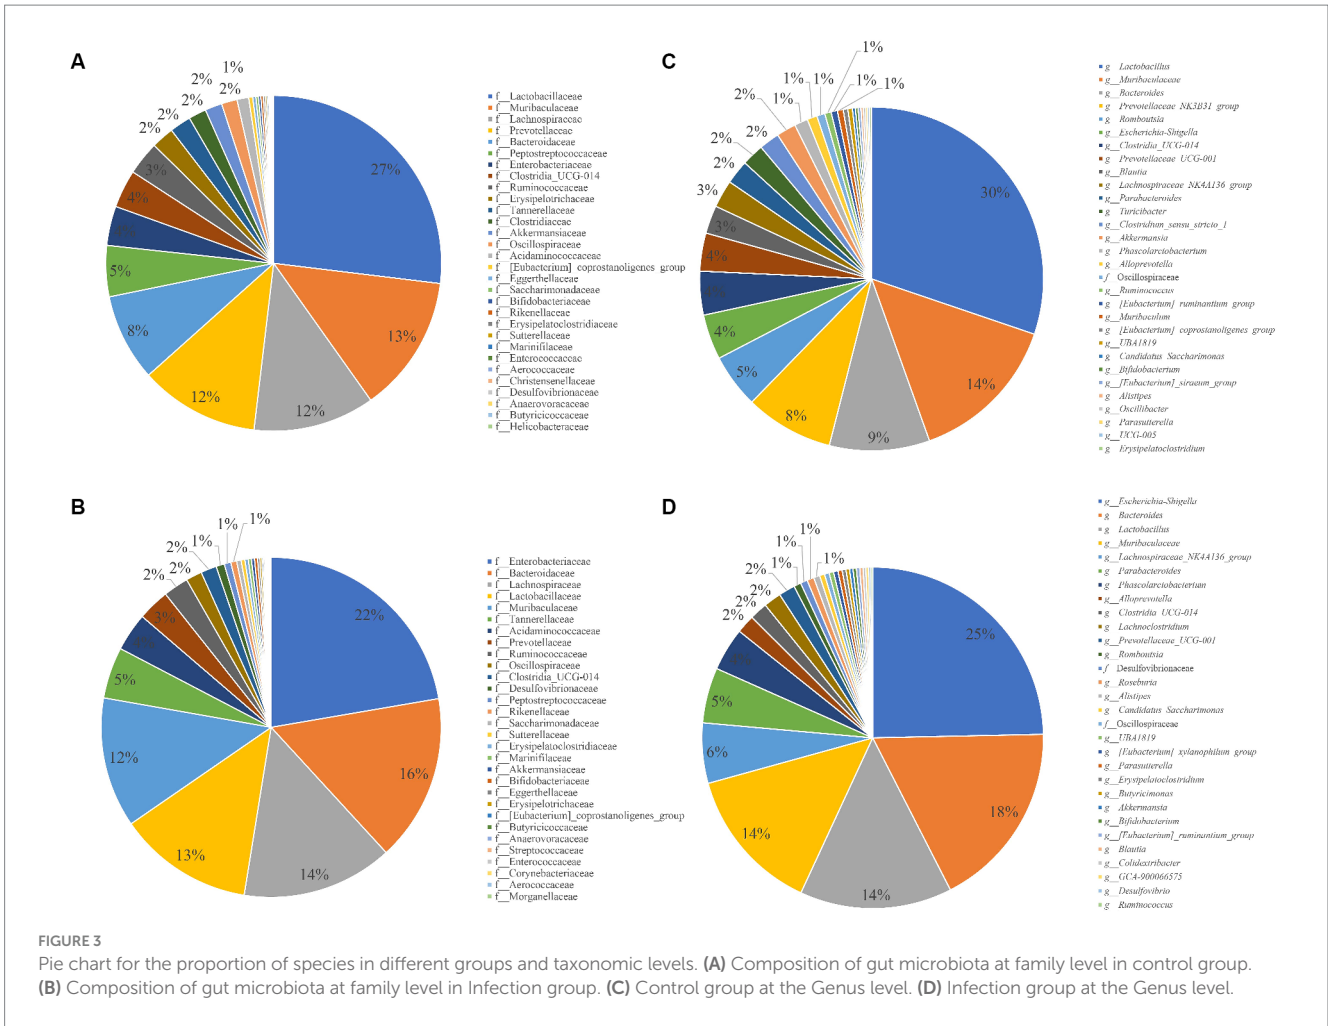 A
1%
2%
2%
2%
2%
2%
2%
3%
4%
4%
5%
8%
12%
12%
13%
27%
f__Lactobacillaceae
f__Muribaculaceae
f__Lachnospiraceae
f__Prevotellaceae
f__Bacteroidaceae
f__Peptostreptococcaceae
f__Enterobacteriaceae
f__Clostridia_UCG-014
f__Ruminococcaceae
f__Erysipelotrichaceae
f__Tannerellaceae
f__Clostridiaceae
f__Akkermansiaceae
f__Oscillospiraceae
f__Acidaminococcaceae
f__[Eubacterium]_coprostanoligenes_group
f__Eggerthellaceae
f__Saccharimonadaceae
f__Bifidobacteriaceae
f__Rikenellaceae
f__Erysipelatoclostridiaceae
f__Sutterellaceae
f__Marinifilaceae
f__Enterococcaceae
f__Aerococcaceae
f__Christensenellaceae
f__Desulfovibrionaceae
f__Anaerovoracaceae
f__Butyricicoccaceae
f__Helicobacteraceae
C
1%
1%
1%
1%
1%
1%
1%
2%
2%
2%
2%
3%
3%
4%
4%
4%
5%
8%
9%
14%
30%
g__Lactobacillus
g__Muribaculaceae
g__Bacteroides
g__Prevotellaceae_NK3B31_group
g__Romboutsia
g__Escherichia-Shigella
g__Clostridia_UCG-014
g__Prevotellaceae_UCG-001
g__Blautia
g__Lachnospiraceae_NK4A136_group
g__Parabacteroides
g__Turicibacter
g__Clostridium_sensu_stricto_1
g__Akkermansia
g__Phascolarctobacterium
g__Alloprevotella
f__Oscillospiraceae
g__Ruminococcus
g__[Eubacterium]_ruminantium_group
g__Muribaculum
g__[Eubacterium]_coprostanoligenes_group
g__UBA1819
g__Candidatus_Saccharimonas
g__Bifidobacterium
g__[Eubacterium]_siraeum_group
g__Alistipes
g__Oscillibacter
g__Parasutterella
g__UCG-005
g__Erysipelatoclostridium
B
1%
1%
1%
2%
2%
2%
3%
4%
5%
12%
13%
14%
16%
22%
f__Enterobacteriaceae
f__Bacteroidaceae
f__Lachnospiraceae
f__Lactobacillaceae
f__Muribaculaceae
f__Tannerellaceae
f__Acidaminococcaceae
f__Prevotellaceae
f__Ruminococcaceae
f__Oscillospiraceae
f__Clostridia_UCG-014
f__Desulfovibrionaceae
f__Peptostreptococcaceae
f__Rikenellaceae
f__Saccharimonadaceae
f__Sutterellaceae
f__Erysipelatoclostridiaceae
f__Marinifilaceae
f__Akkermansiaceae
f__Bifidobacteriaceae
f__Eggerthellaceae
f__Erysipelotrichaceae
f__[Eubacterium]_coprostanoligenes_group
f__Butyricicoccaceae
f__Anaerovoracaceae
f__Streptococcaceae
f__Enterococcaceae
f__Corynebacteriaceae
f__Aerococcaceae
f__Morganellaceae
D
1%
1%
1%
1%
2%
2%
2%
2%
4%
5%
6%
14%
14%
18%
25%
g__Escherichia-Shigella
g__Bacteroides
g__Lactobacillus
g__Muribaculaceae
g__Lachnospiraceae_NK4A136_group
g__Parabacteroides
g__Phascolarctobacterium
g__Alloprevotella
g__Clostridia_UCG-014
g__Lachnoclostridium
g__Prevotellaceae_UCG-001
g__Romboutsia
f__Desulfovibrionaceae
g__Roseburia
g__Alistipes
g__Candidatus_Saccharimonas
f__Oscillospiraceae
g__UBA1819
g__[Eubacterium]_xylanophilum_group
g__Parasutterella
g__Erysipelatoclostridium
g__Butyricimonas
g__Akkermansia
g__Bifidobacterium
g__[Eubacterium]_ruminantium_group
g__Blautia
g__Colidextribacter
g__GCA-900066575
g__Desulfovibrio
g__Ruminococcus
FIGURE 3
Pie chart for the proportion of species in different groups and taxonomic levels. (A) Composition of gut microbiota at family level in control group.
(B) Composition of gut microbiota at family level in Infection group. (C) Control group at the Genus level. (D) Infection group at the Genus level.